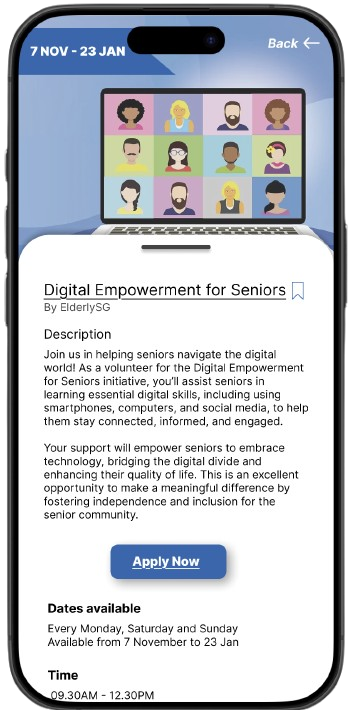 7 NOV - 23 JAN
Back
Digital Empowerment for Seniors
By ElderlySG
Description
Join us in helping seniors navigate the digital
world! As a volunteer for the Digital Empowerment
for Seniors initiative, you'll assist seniors in
learning essential digital skills, including using
smartphones, computers, and social media, to help
them stay connected, informed, and engaged.
Your support will empower seniors to embrace
technology, bridging the digital divide and
enhancing their quality of life. This is an excellent
opportunity to make a meaningful difference by
fostering independence and inclusion for the
senior community.
Apply Now
Dates available
Every Monday, Saturday and Sunday
Available from 7 November to 23 Jan
Time
09.30AM - 12.30PM